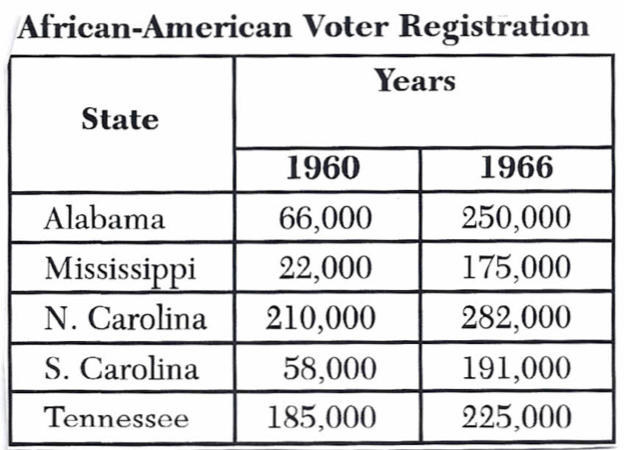 African-American Voter Registration
State
Years
1960 1966
Alabama 66,000 250,000
Mississippi 22,000 175,000
N. Carolina 210,000 282,000
S. Carolina 58,000 191,000
Tennessee 185,000 225,000